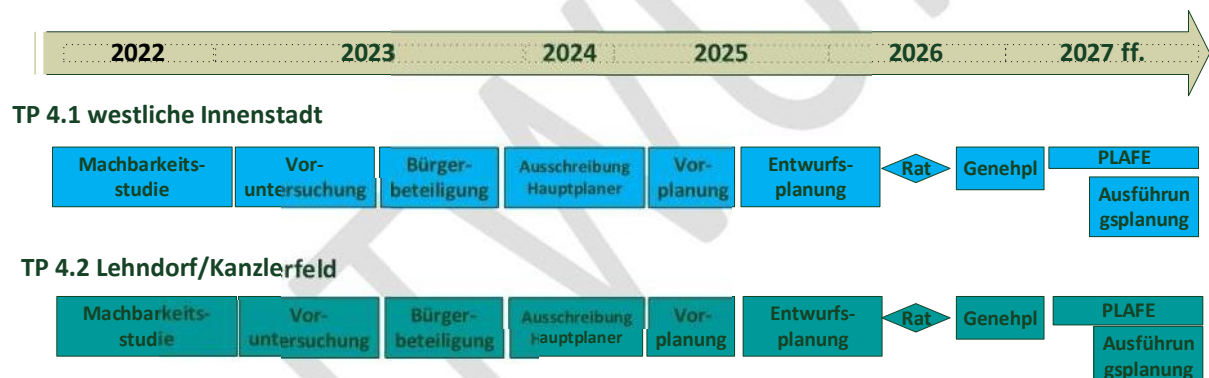 2022 2023 2024 2025 2026 2027 ff.
TP 4.1 westliche Innenstadt
Machbarkeits-
studie
Vor-
untersuchung
Bürger-
beteiligung
Ausschreibung
Hauptplaner
Vor-
planung
Entwurfs-
planung
Rat
Genehpl
PLAFE
Ausführun
gsplanung
TP 4.2 Lehndorf/Kanzlerfeld
Machbarkeits-
studie
Vor-
untersuchung
Bürger-
beteiligung
Ausschreibung
Hauptplaner
Vor-
planung
Entwurfs-
planung
Rat
Genehpl
PLAFE
Ausführun
gsplanung